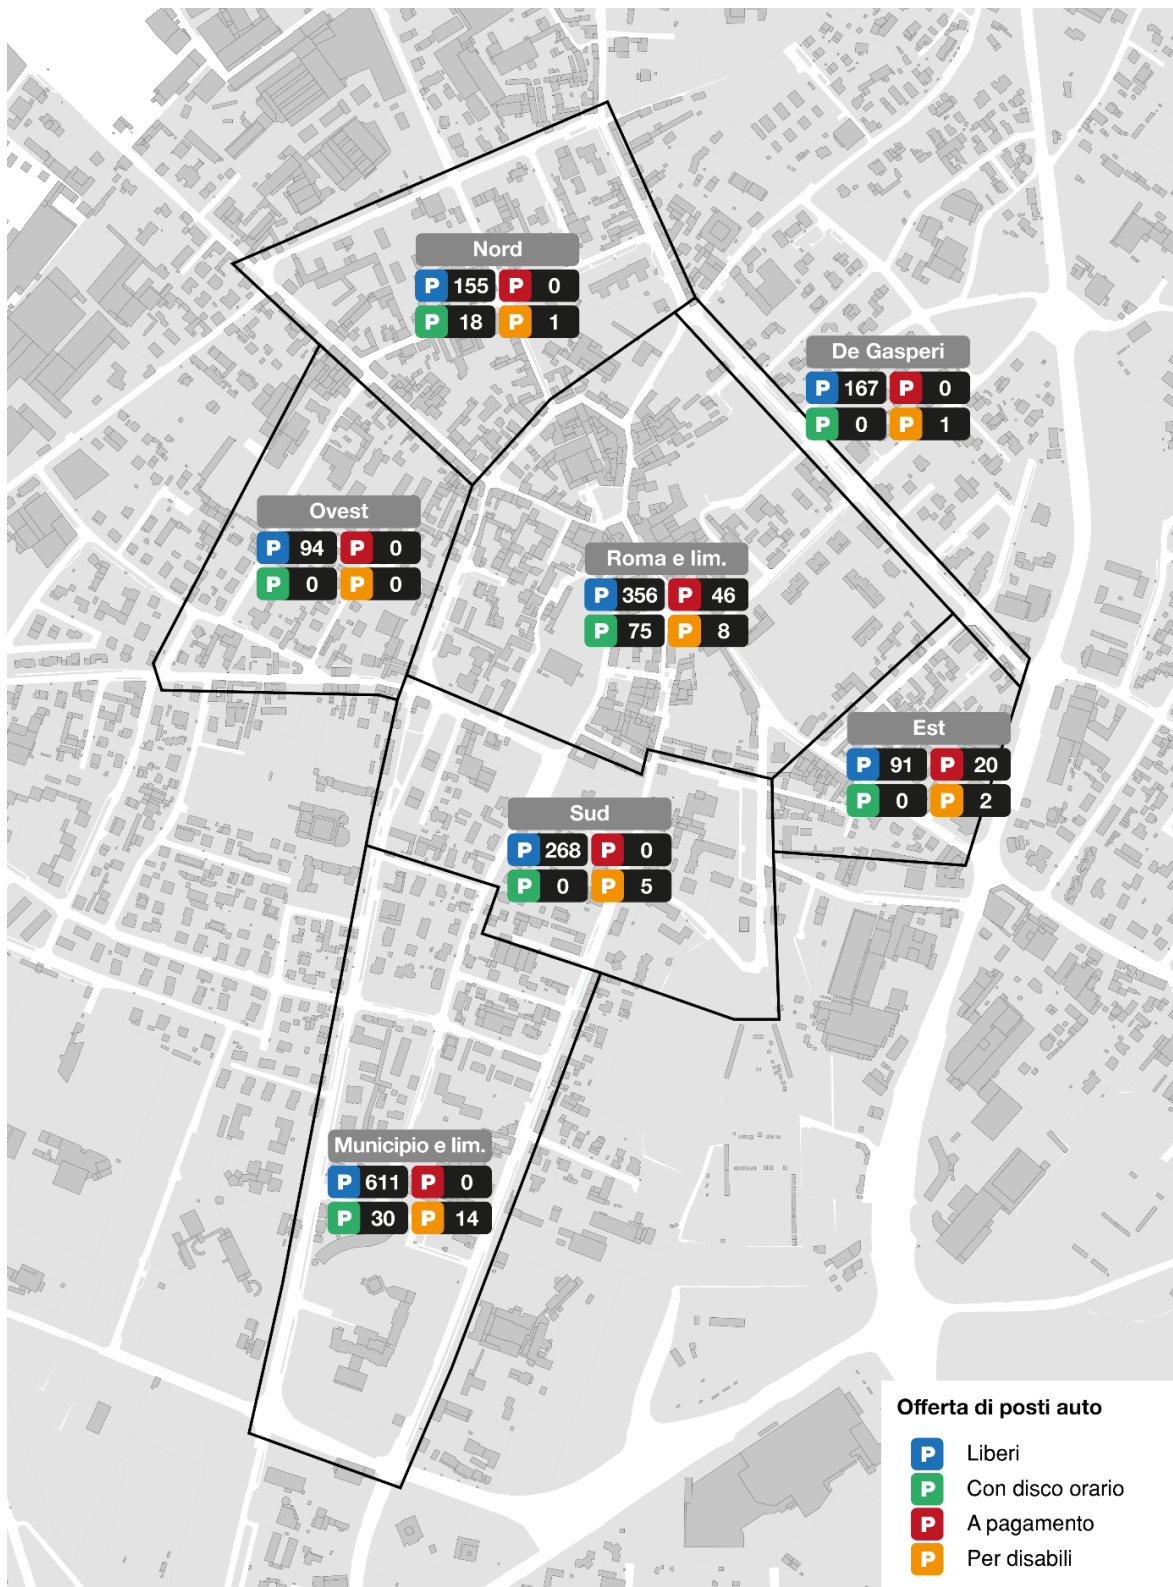 Nord
P 155 P 0
P 18 P 1
De Gasperi
P 167 P 0
P 0 P 1
Ovest
P 94 P 0
P 0 P 0
Roma e lim.
P 356 P 46
P 75 P 8
Est
P 91 P 20
P 0 P 2
Sud
P 268 P 0
P 0 P 5
Municipio e lim.
P 611 P 0
P 30 P 14
Offerta di posti auto
P Liberi
P Con disco orario
P A pagamento
P Per disabili